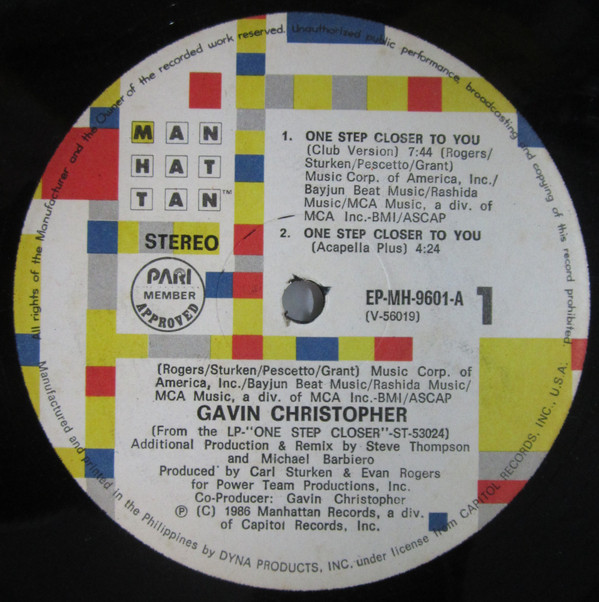 All rights of the Manufacturer and the Owner of the recorded work reserved. Unauthorised public performance, broadcasting and copying of this record prohibited.
MAN
HAT
TAN™
STEREO
PARI
MEMBER
APPROVED
1. ONE STEP CLOSER TO YOU
(Club Version) 7:44 (Rogers/
Sturken/Pescetto/Grant)
Music Corp. of America, Inc./
Bayjun Beat Music/Rashida
Music/MCA Music, a div. of
MCA Inc.-BMI/ASCAP
2. ONE STEP CLOSER TO YOU
(Acapella Plus) 4:24
EP-MH-9601-A 1
(V-56019)
(Rogers/Sturken/Pescetto/Grant) Music Corp. of
America, Inc./Bayjun Beat Music/Rashida Music/
MCA Music, a div. of MCA Inc.-BMI/ASCAP
GAVIN CHRISTOPHER
(From the LP-"ONE STEP CLOSER"-ST-53024)
Additional Production & Remix by Steve Thompson
and Michael Barbiero
Produced by Carl Sturken & Evan Rogers
for Power Team Productions, Inc.
Co-Producer: Gavin Christopher
Ⓟ (C) 1986 Manhattan Records, a div.
of Capitol Records, Inc.
Manufactured and printed in the Philippines by DYNA PRODUCTS, INC. under license from CAPITOL RECORDS, INC., U.S.A.